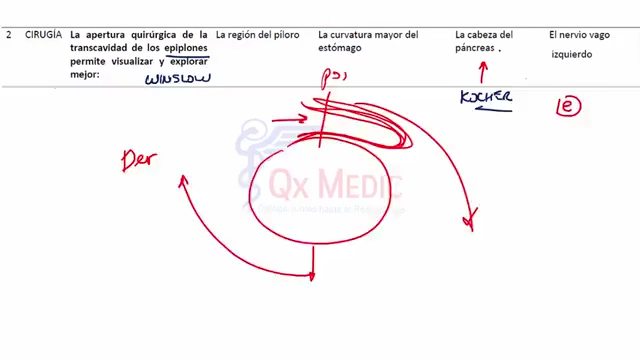 2 CIRUGÍA La apertura quirúrgica de la transcavidad de los epiplones permite visualizar y explorar mejor:
La región del píloro
La curvatura mayor del estómago
La cabeza del páncreas.
El nervio vago izquierdo
WINSLOW
KOCHER
e
pos
Der
Qx MEDIC